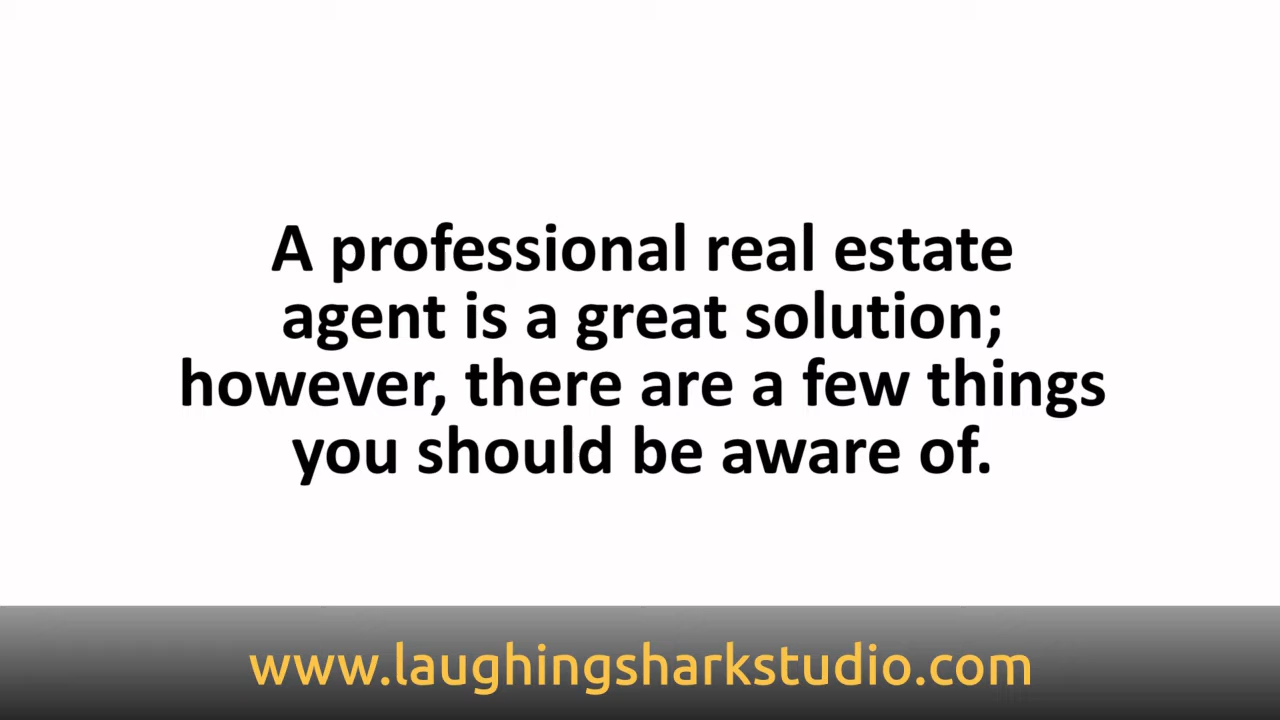 A professional real estate
agent is a great solution;
however, there are a few things
you should be aware of.
www.laughingsharkstudio.com